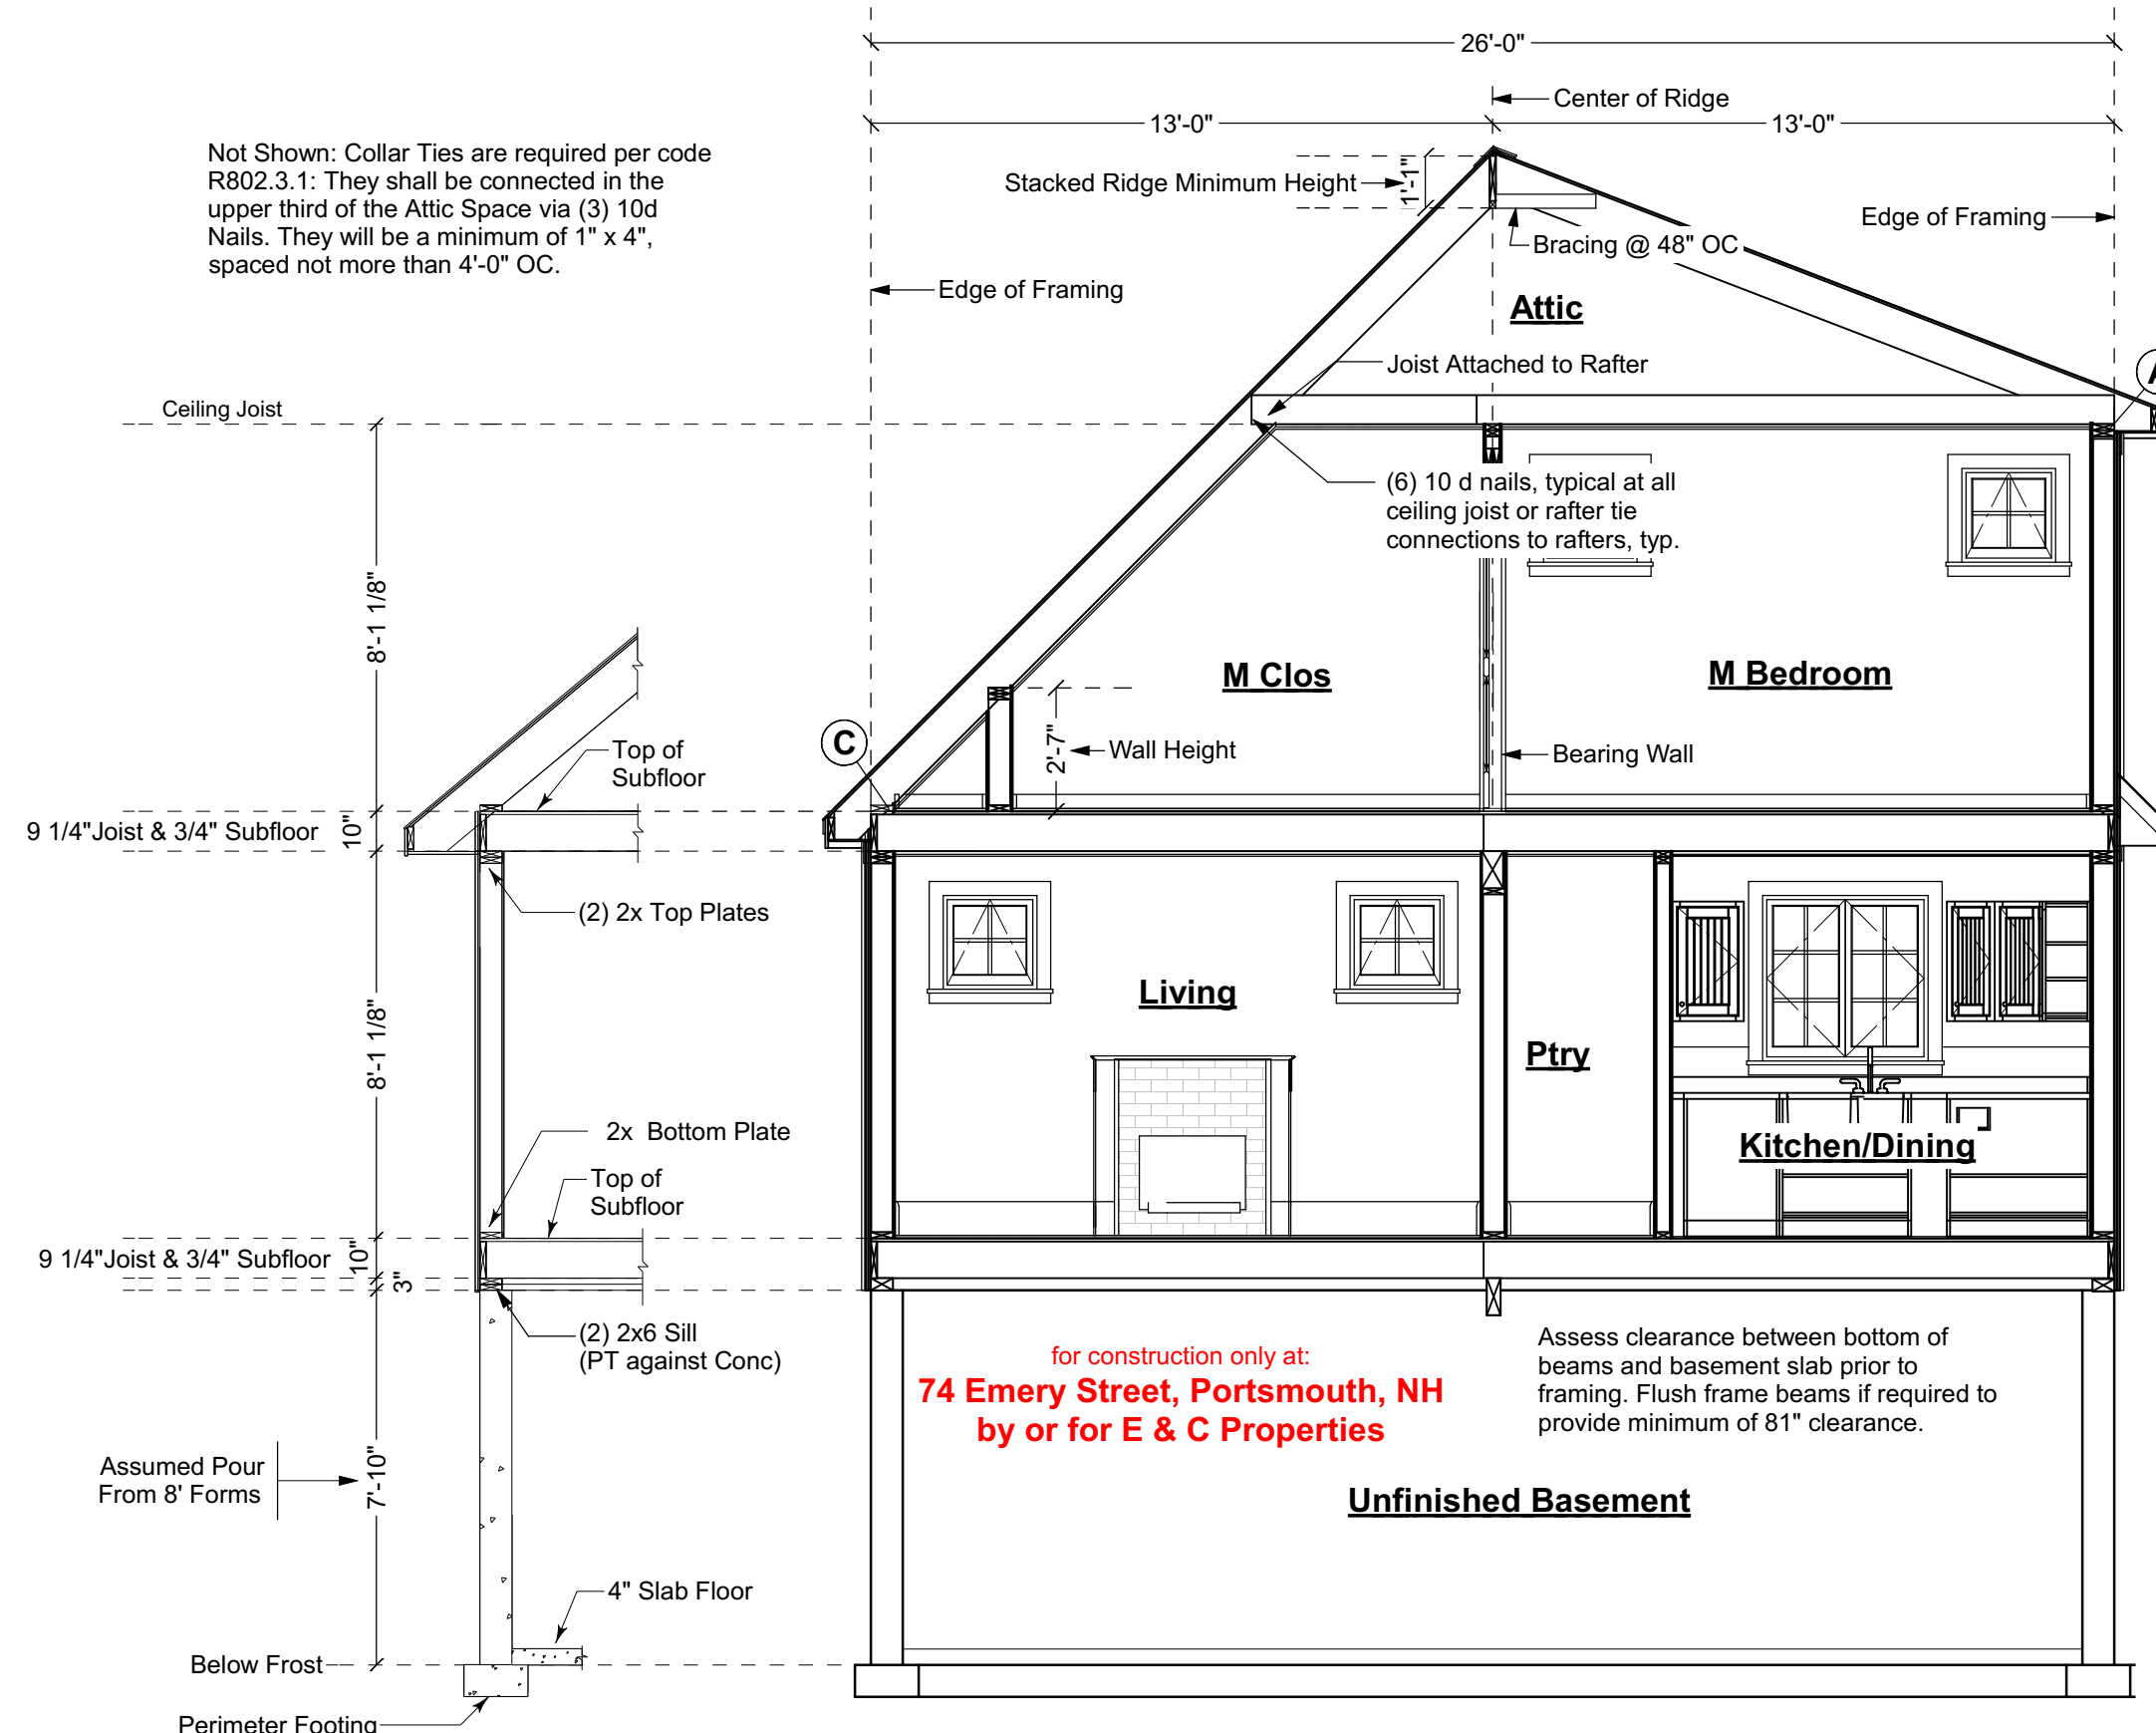 26'-0"
Center of Ridge
13'-0"
13'-0"
Not Shown: Collar Ties are required per code
R802.3.1: They shall be connected in the
upper third of the Attic Space via (3) 10d
Nails. They will be a minimum of 1" x 4",
spaced not more than 4'-0" OC.
Stacked Ridge Minimum Height
1'-1"
Edge of Framing
Bracing @ 48" OC
Edge of Framing
Attic
Joist Attached to Rafter
A
Ceiling Joist
(6) 10 d nails, typical at all
ceiling joist or rafter tie
connections to rafters, typ.
8'-1 1/8"
M Clos
M Bedroom
C
Top of
Subfloor
2'-7"
Wall Height
Bearing Wall
9 1/4"Joist & 3/4" Subfloor
10"
(2) 2x Top Plates
Living
8'-1 1/8"
Ptry
2x  Bottom Plate
Kitchen/Dining
Top of
Subfloor
9 1/4"Joist & 3/4" Subfloor
10"
3"
(2) 2x6 Sill
(PT against Conc)
for construction only at:
74 Emery Street, Portsmouth, NH
by or for E & C Properties
Assess clearance between bottom of
beams and basement slab prior to
framing. Flush frame beams if required to
provide minimum of 81" clearance.
Assumed Pour
From 8' Forms
7'-10"
Unfinished Basement
4" Slab Floor
Below Frost
Perimeter Footing